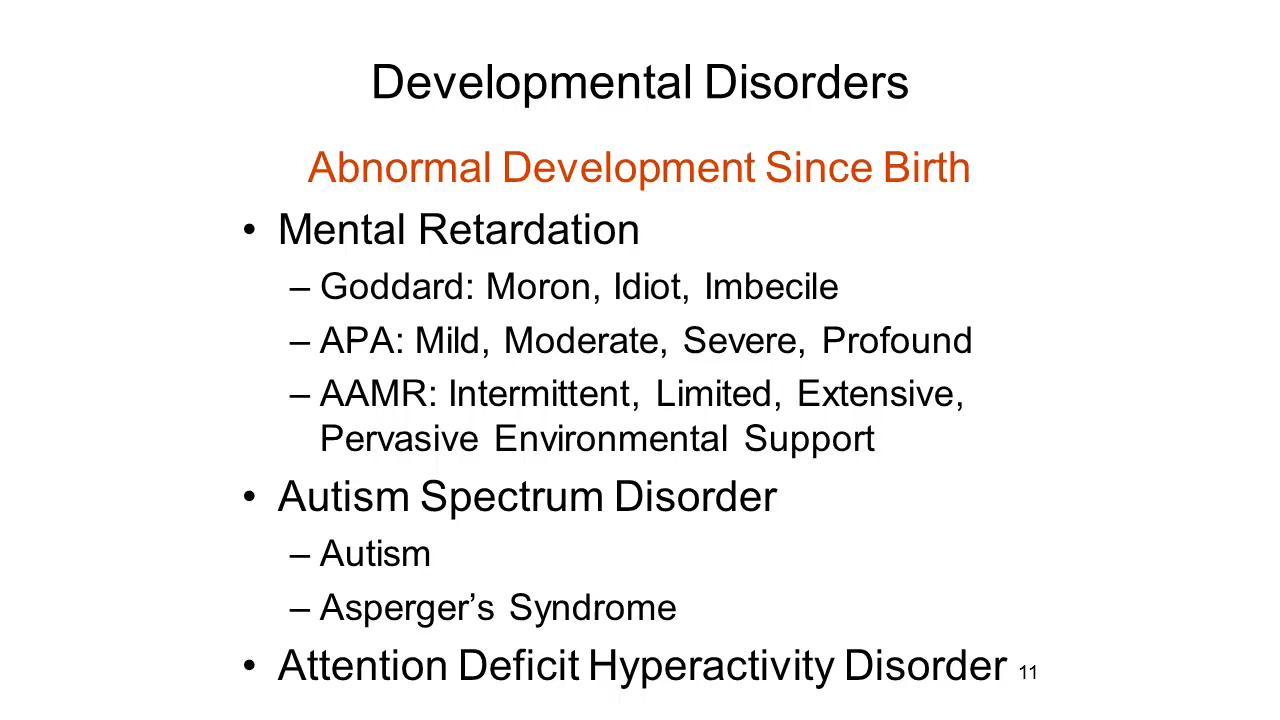 Developmental Disorders
Abnormal Development Since Birth
• Mental Retardation
– Goddard: Moron, Idiot, Imbecile
– APA: Mild, Moderate, Severe, Profound
– AAMR: Intermittent, Limited, Extensive,
Pervasive Environmental Support
• Autism Spectrum Disorder
– Autism
– Asperger’s Syndrome
• Attention Deficit Hyperactivity Disorder 11